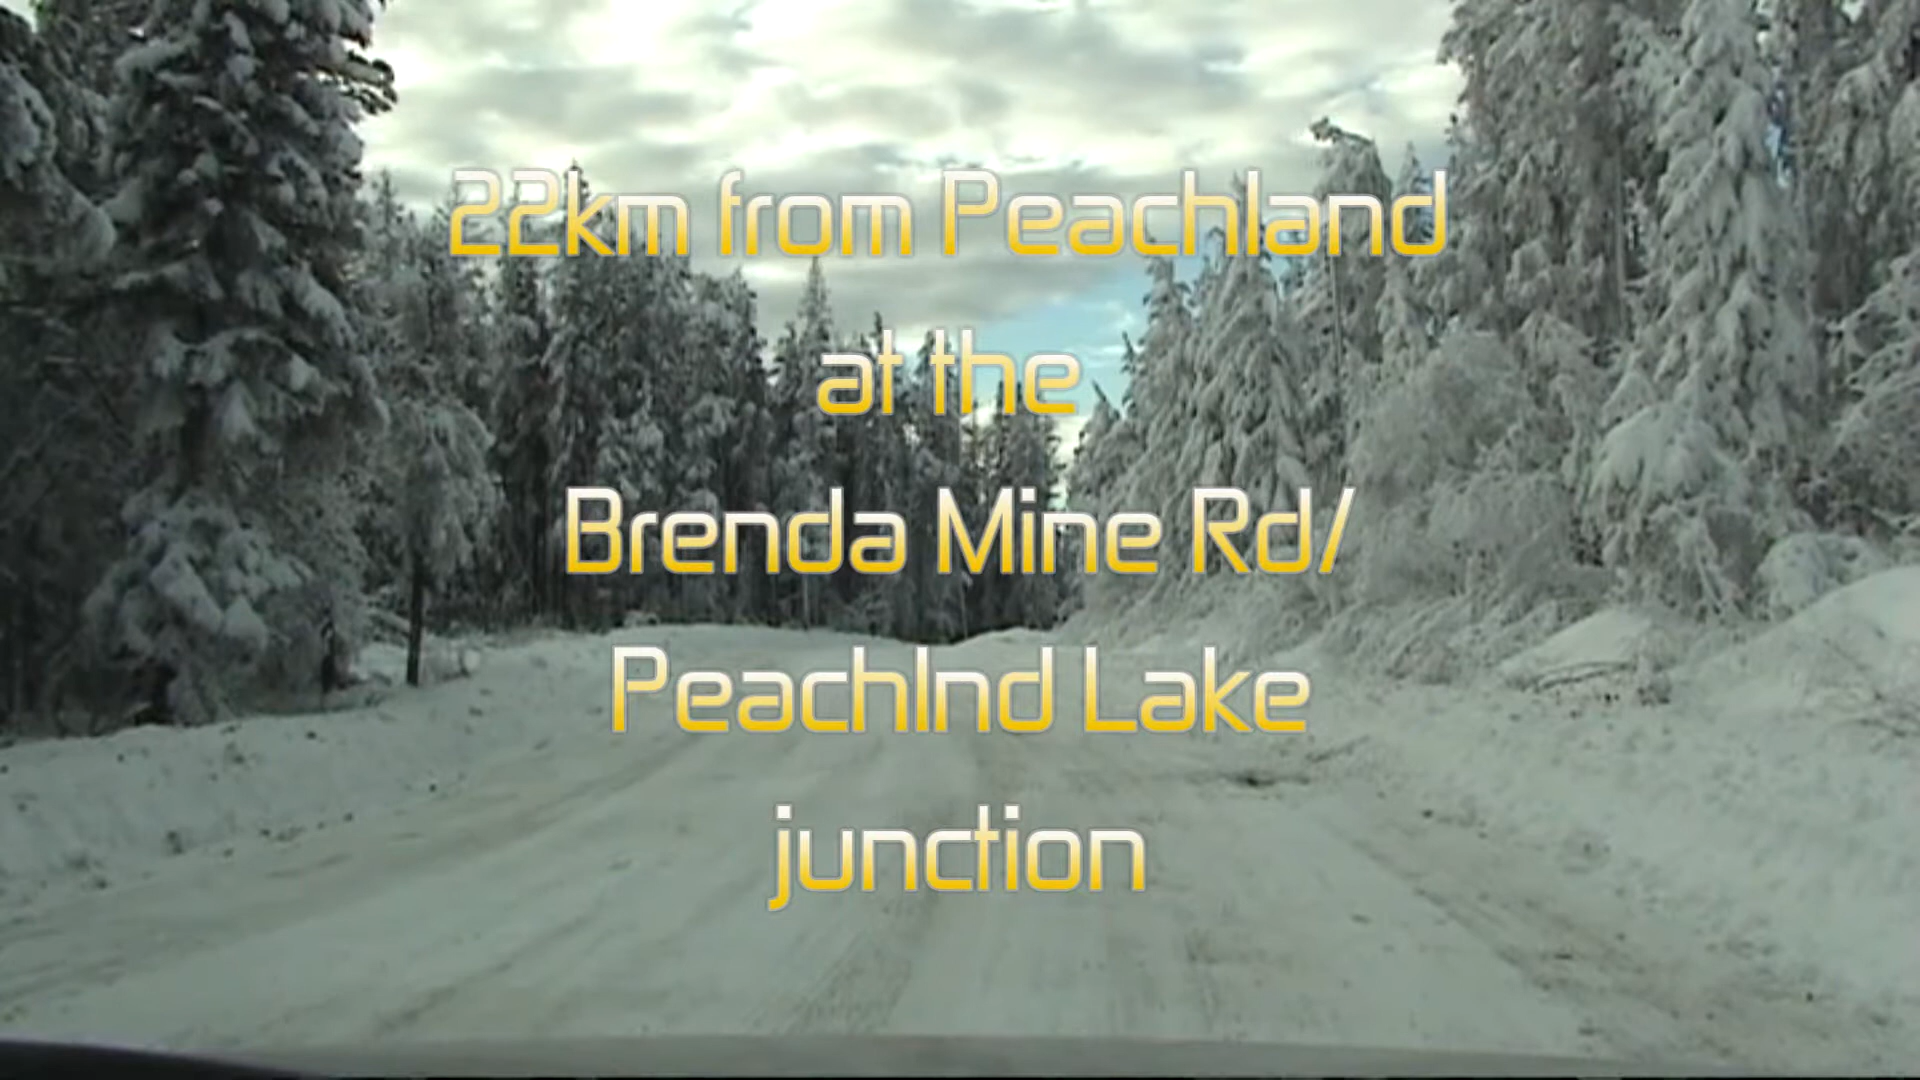 22km from Peachland
at the
Brenda Mine Rd/
Peachlnd Lake
junction